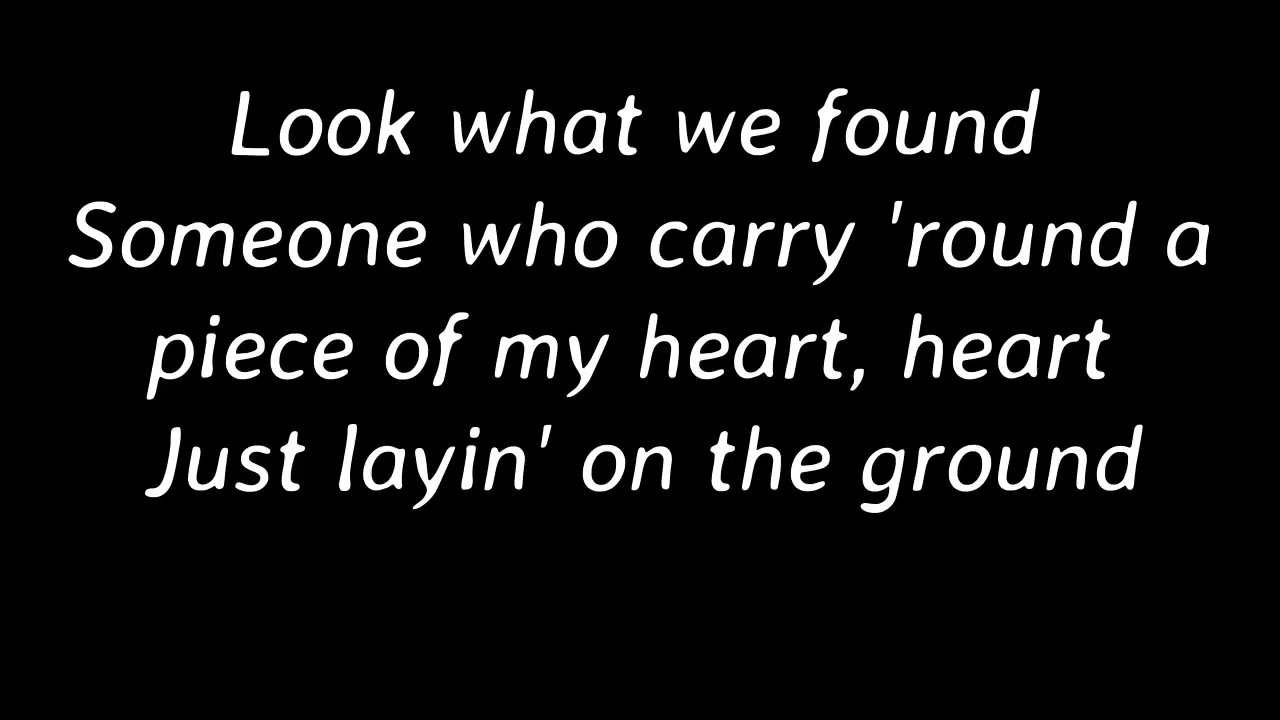 Look what we found
Someone who carry 'round a
piece of my heart, heart
Just layin' on the ground